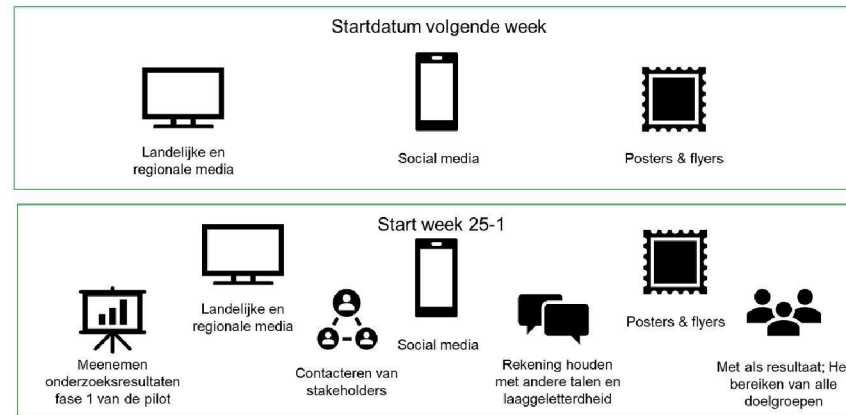 Startdatum volgende week
Landelijke en
regionale media
Social media
Posters & flyers
Start week 25-1
Landelijke en
regionale media
Social media
Posters & flyers
Meenemen
onderzoeksresultaten
fase 1 van de pilot
Contacteren van
stakeholders
Rekening houden
met andere talen en
laaggeletterdheid
Met als resultaat; He
bereiken van alle
doelgroepen